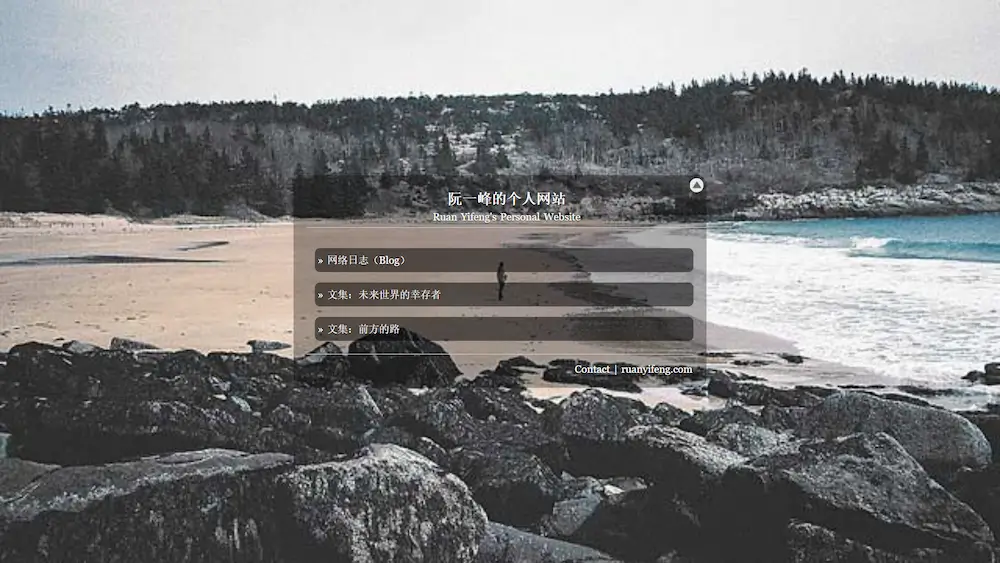 阮一峰的个人网站
Ruan Yifeng's Personal Website
» 网络日志（Blog）
» 文集：未来世界的幸存者
» 文集：前方的路
Contact | ruanyifeng.com